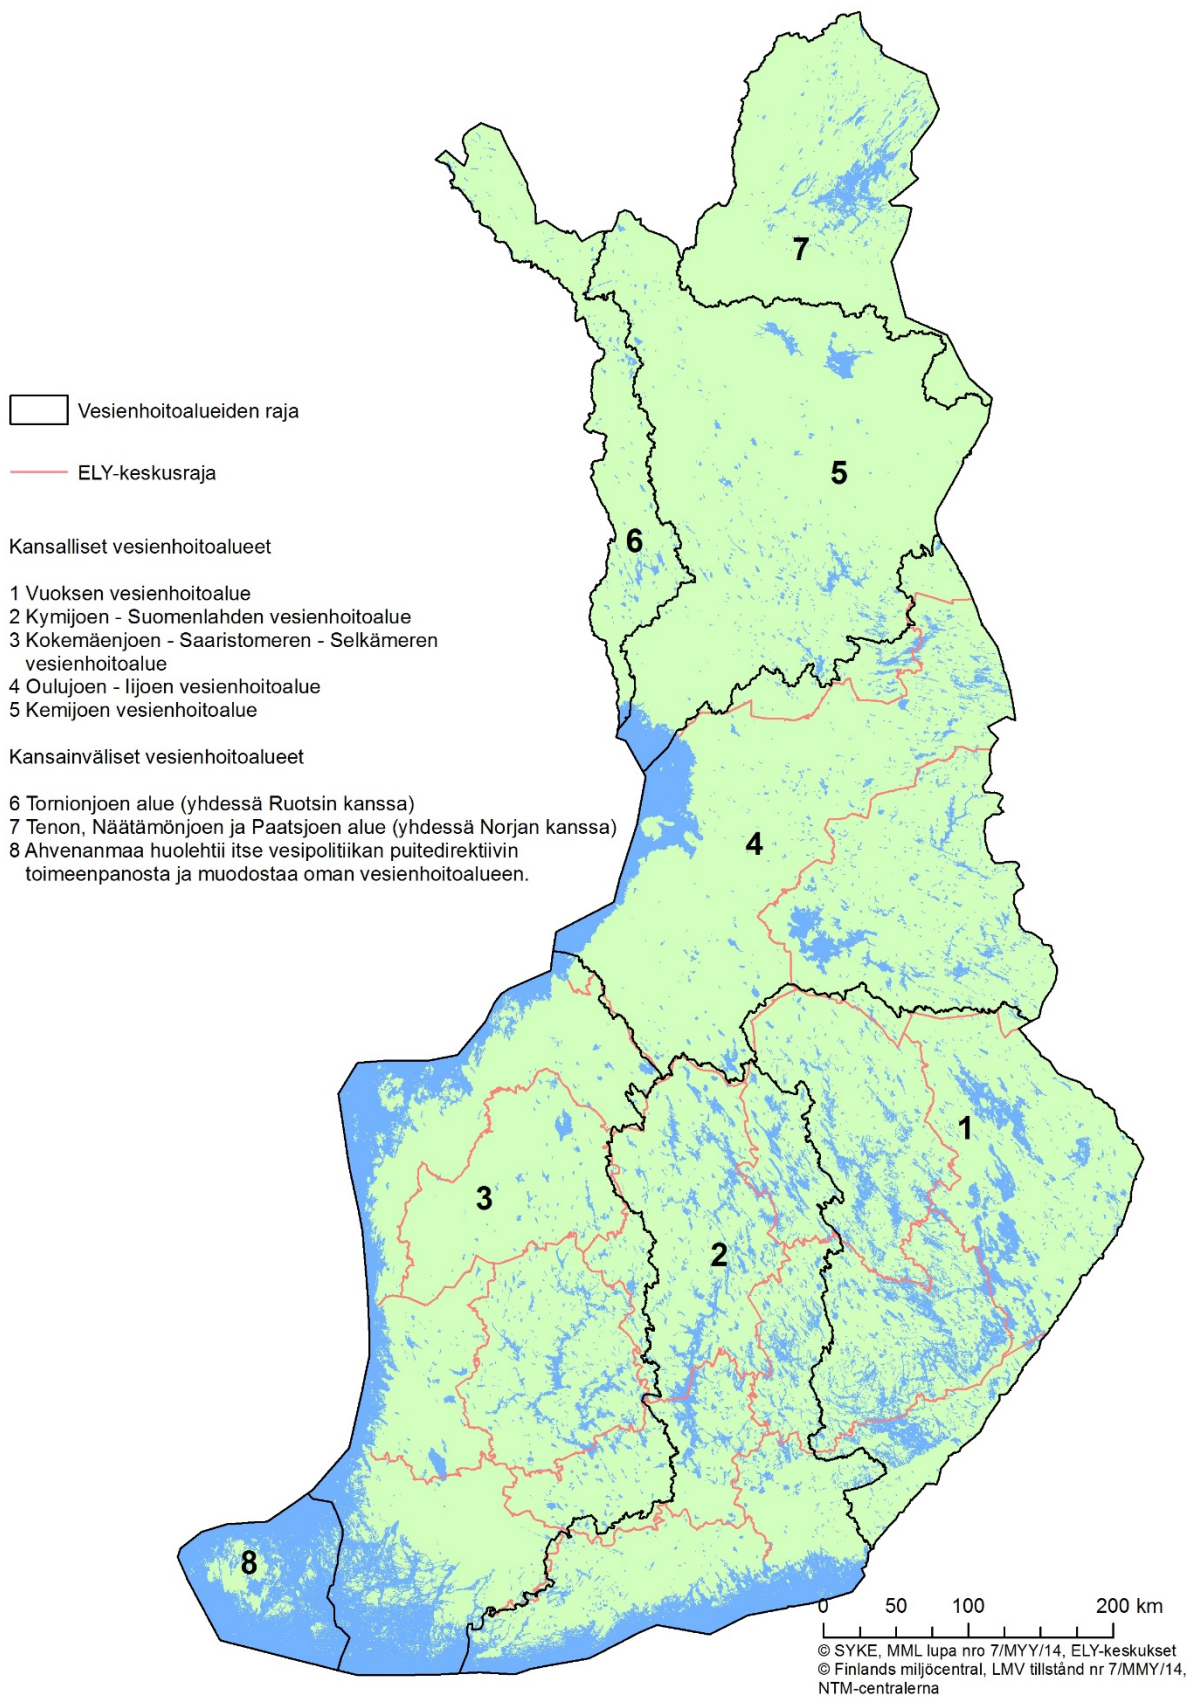 Vesienhoitoalueiden raja
ELY-keskusraja
Kansalliset vesienhoitoalueet
1 Vuoksen vesienhoitoalue
2 Kymijoen - Suomenlahden vesienhoitoalue
3 Kokemäenjoen - Saaristomeren - Selkämeren
vesienhoitoalue
4 Oulujoen - Iijoen vesienhoitoalue
5 Kemijoen vesienhoitoalue
Kansainväliset vesienhoitoalueet
6 Tornionjoen alue (yhdessä Ruotsin kanssa)
7 Tenon, Näätämönjoen ja Paatsjoen alue (yhdessä Norjan kanssa)
8 Ahvenanmaa huolehtii itse vesipolitiikan puitedirektiivin
toimeenpanosta ja muodostaa oman vesienhoitoalueen.
7
5
6
4
1
3
2
8
0 50 100 200 km
© SYKE, MML lupa nro 7/MYY/14, ELY-keskukset
© Finlands miljöcentral, LMV tillstånd nr 7/MMY/14,
NTM-centralerna